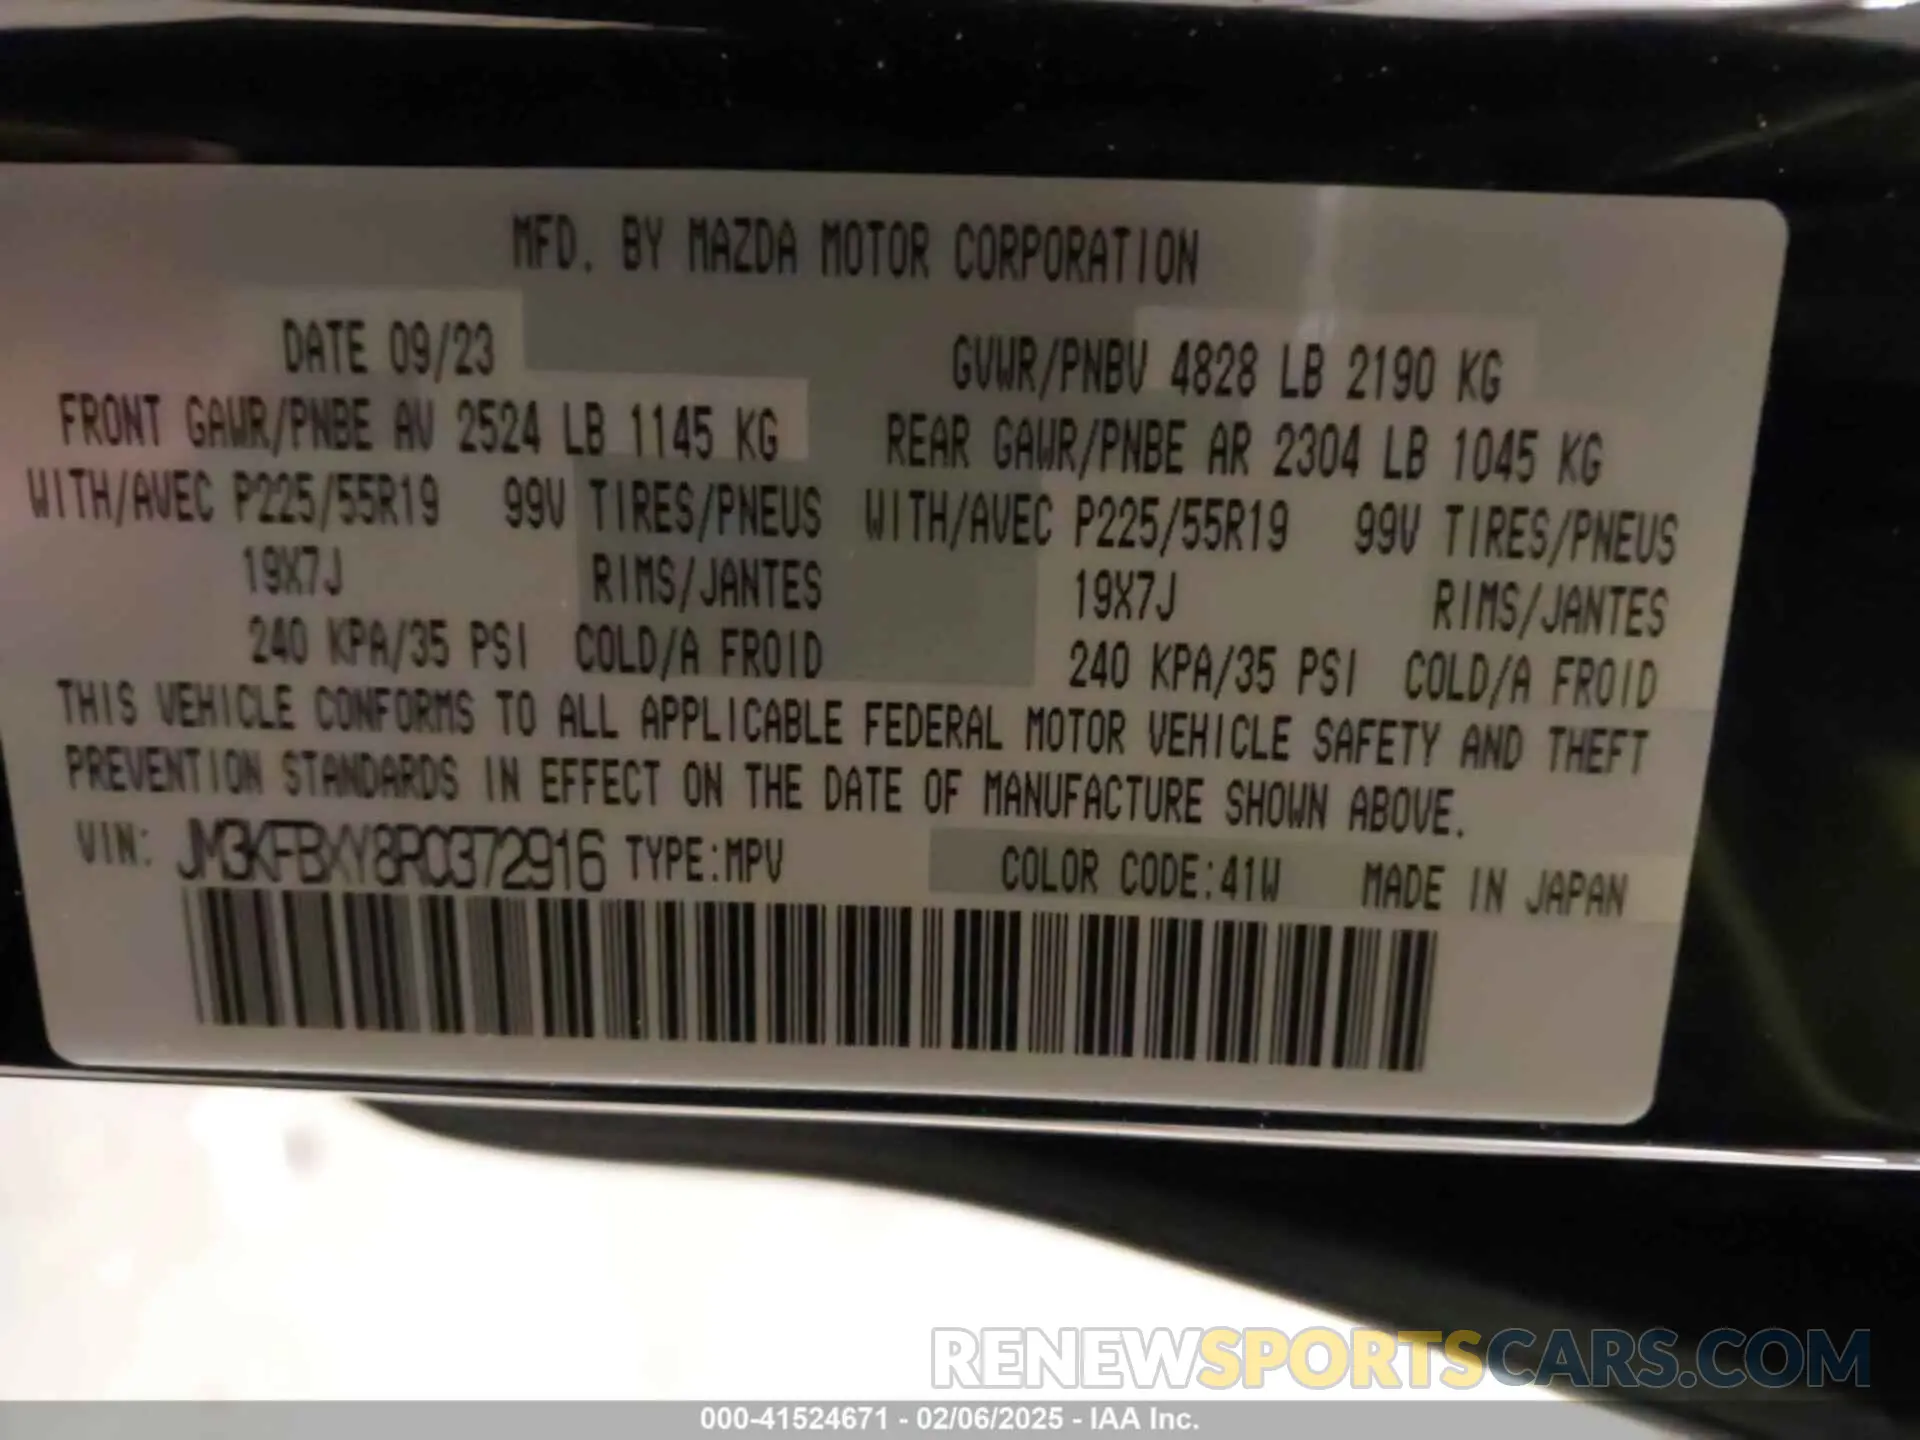 MFD. BY MAZDA MOTOR CORPORATION
DATE 09/23 GVWR/PNBV 4828 LB 2190 KG
FRONT GAWR/PNBE AV 2524 LB 1145 KG REAR GAWR/PNBE AR 2304 LB 1045 KG
WITH/AVEC P225/55R19 99V TIRES/PNEUS WITH/AVEC P225/55R19 99V TIRES/PNEUS
19X7J RIMS/JANTES 19X7J RIMS/JANTES
240 KPA/35 PSI COLD/A FROID 240 KPA/35 PSI COLD/A FROID
THIS VEHICLE CONFORMS TO ALL APPLICABLE FEDERAL MOTOR VEHICLE SAFETY AND THEFT
PREVENTION STANDARDS IN EFFECT ON THE DATE OF MANUFACTURE SHOWN ABOVE.
VIN: JM3KFBXY8R0372916 TYPE:MPV COLOR CODE:41W MADE IN JAPAN
RENEWSPORTSCARS.COM
000-41524671 - 02/06/2025 - IAA Inc.